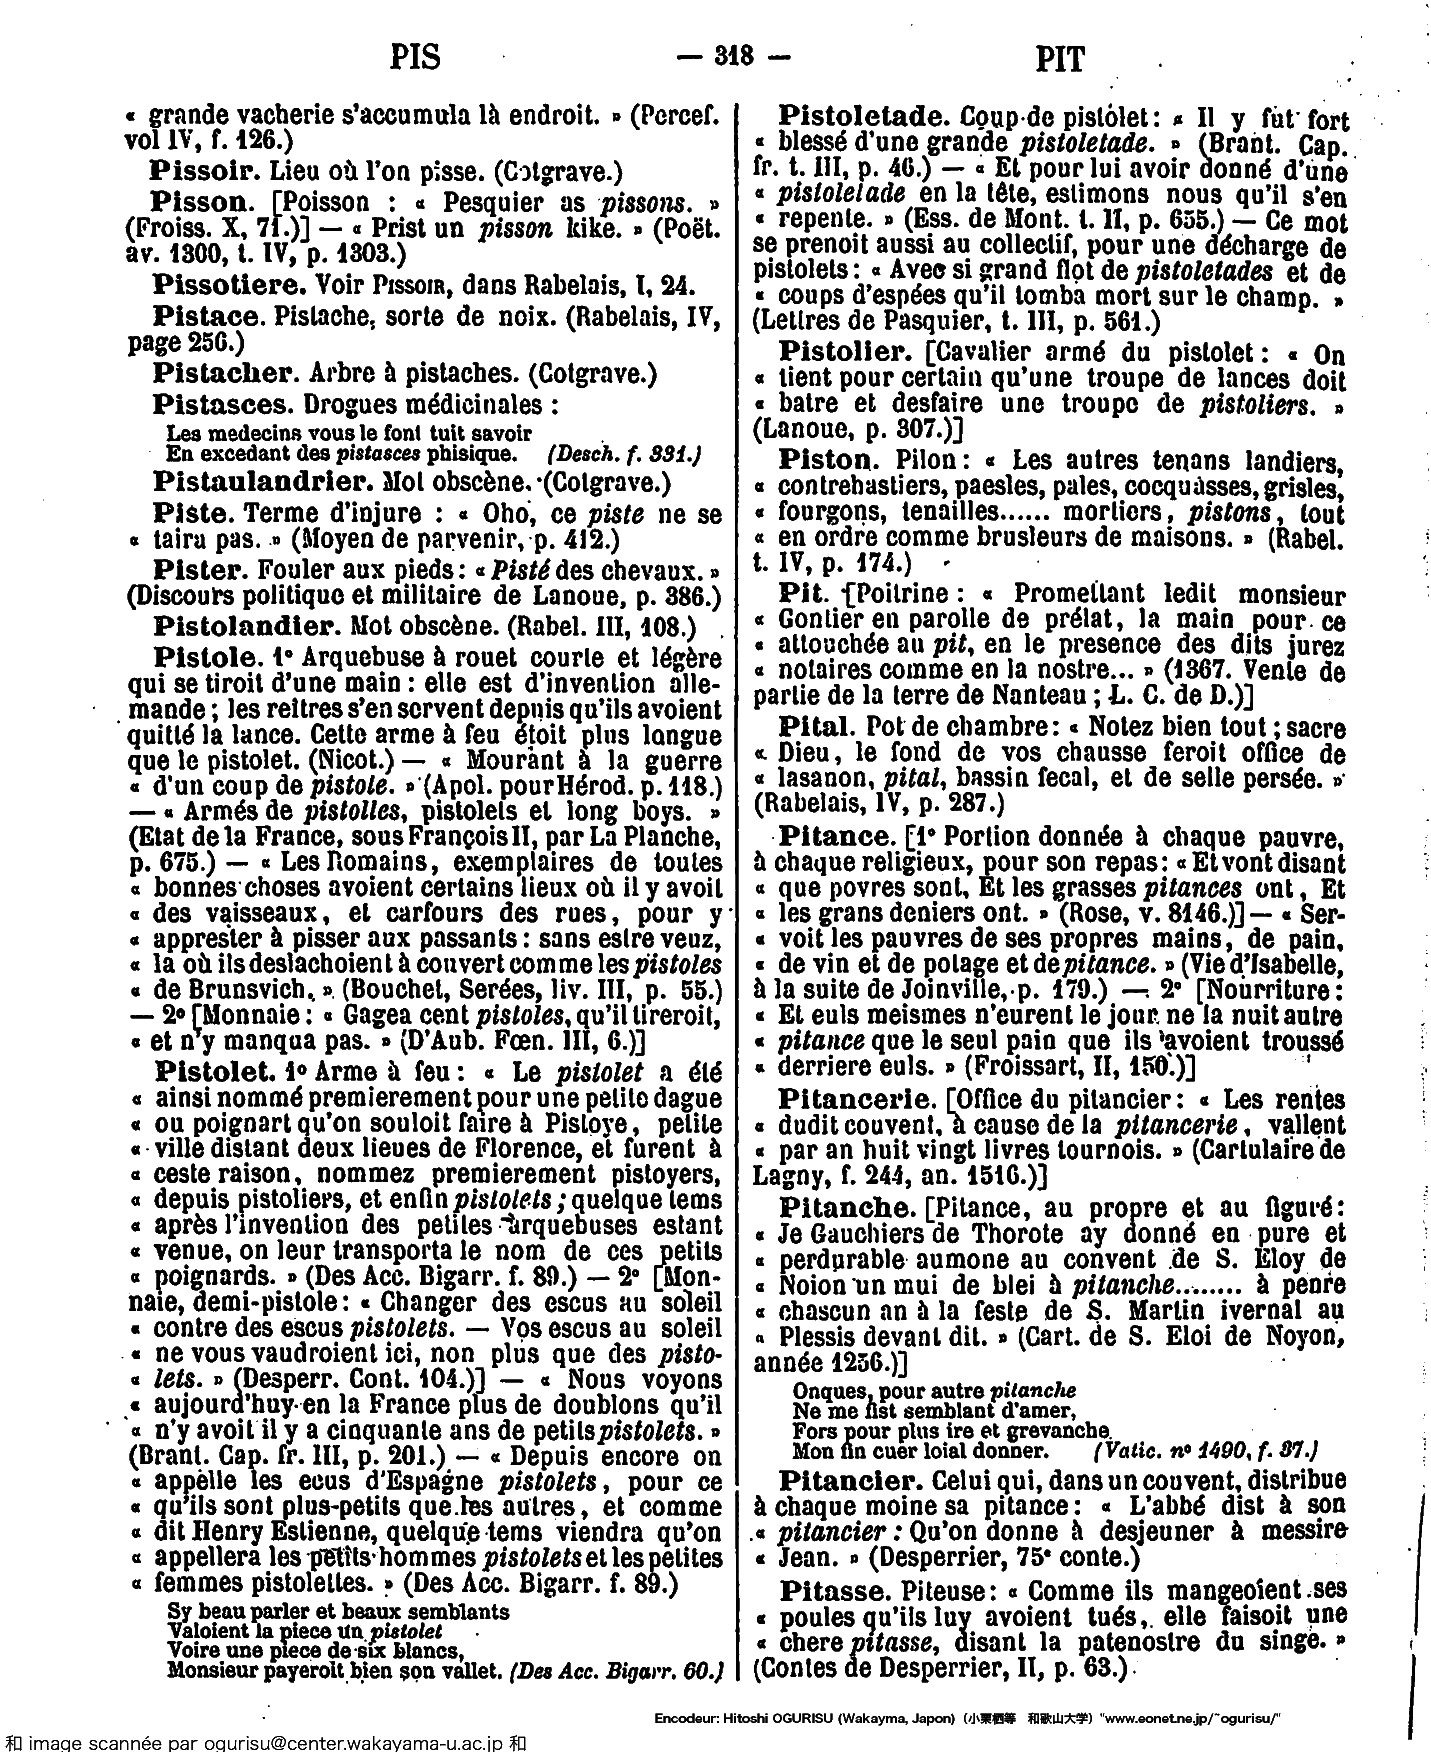 PIS — 318 — PIT
« grande vacherie s'accumula là endroit. » (Percef.
vol IV, f. 126.)
Pissoir. Lieu où l'on pisse. (Cotgrave.)
Pisson. [Poisson : « Pesquier as pissons. »
(Froiss. X, 71.)] — « Prist un pisson kike. » (Poët.
av. 1300, t. IV, p. 1303.)
Pissotiere. Voir PISSOIR, dans Rabelais, I, 24.
Pistace. Pistache, sorte de noix. (Rabelais, IV,
page 256.)
Pistacher. Arbre à pistaches. (Cotgrave.)
Pistasces. Drogues médicinales :
Les medecins vous le font tuit savoir
En excedant des pistasces phisique. (Desch. f. 331.)
Pistaulandrier. Mot obscène. (Cotgrave.)
Piste. Terme d'injure : « Oho, ce piste ne se
« taira pas. » (Moyen de parvenir, p. 412.)
Pister. Fouler aux pieds : « Pisté des chevaux. »
(Discours politique et militaire de Lanoue, p. 386.)
Pistolandier. Mot obscène. (Rabel. III, 108.)
Pistole. 1° Arquebuse à rouet courte et légère
qui se tiroit d'une main : elle est d'invention alle-
mande ; les reitres s'en servent depuis qu'ils avoient
quitté la lance. Cette arme à feu étoit plus longue
que le pistolet. (Nicot.) — « Mourant à la guerre
« d'un coup de pistole. » (Apol. pour Hérod. p. 118.)
— « Armés de pistolles, pistolets et long boys. »
(Etat de la France, sous François II, par La Planche,
p. 675.) — « Les Romains, exemplaires de toutes
« bonnes choses avoient certains lieux où il y avoit
« des vaisseaux, et carfours des rues, pour y
« apprester à pisser aux passants : sans estre veuz,
« la où ils deslachoient à couvert comme les pistoles
« de Brunsvich. » (Bouchet, Serées, liv. III, p. 55.)
— 2° [Monnaie : « Gagea cent pistoles, qu'il tireroit,
« et n'y manqua pas. » (D'Aub. Fœn. III, 6.)]
Pistolet. 1° Arme à feu : « Le pistolet a été
« ainsi nommé premierement pour une petite dague
« ou poignart qu'on souloit faire à Pistoye, petite
« ville distant deux lieues de Florence, et furent à
« ceste raison, nommez premierement pistoyers,
« depuis pistoliers, et enfin pistolets ; quelque tems
« après l'invention des petites arquebuses estant
« venue, on leur transporta le nom de ces petits
« poignards. » (Des Acc. Bigarr. f. 89.) — 2° [Mon-
naie, demi-pistole : « Changer des escus au soleil
« contre des escus pistolets. — Vos escus au soleil
« ne vous vaudroient ici, non plus que des pisto-
« lets. » (Desperr. Cont. 104.)] — « Nous voyons
« aujourd'huy en la France plus de doublons qu'il
« n'y avoit il y a cinquante ans de petits pistolets. »
(Brant. Cap. fr. III, p. 201.) — « Depuis encore on
« appelle les ecus d'Espagne pistolets, pour ce
« qu'ils sont plus-petits que les autres, et comme
« dit Henry Estienne, quelque tems viendra qu'on
« appellera les petits hommes pistolets et les petites
« femmes pistolettes. » (Des Acc. Bigarr. f. 89.)
Sy beau parler et beaux semblants
Valoient la piece un pistolet
Voire une piece de six blancs,
Monsieur payeroit bien son vallet. (Des Acc. Bigarr. 60.)
Pistoletade. Coup de pistolet : « Il y fut fort
« blessé d'une grande pistoletade. » (Brant. Cap.
fr. t. III, p. 46.) — « Et pour lui avoir donné d'une
« pistoletade en la tête, estimons nous qu'il s'en
« repente. » (Ess. de Mont. t. II, p. 655.) — Ce mot
se prenoit aussi au collectif, pour une décharge de
pistolets : « Avec si grand flot de pistoletades et de
« coups d'espées qu'il tomba mort sur le champ. »
(Lettres de Pasquier, t. III, p. 561.)
Pistolier. [Cavalier armé du pistolet : « On
« tient pour certain qu'une troupe de lances doit
« batre et desfaire une troupe de pistoliers. »
(Lanoue, p. 307.)]
Piston. Pilon : « Les autres tenans landiers,
« contrehastiers, paesles, pales, cocquasses, grisles,
« fourgons, tenailles...... mortiers, pistons, tout
« en ordre comme brusleurs de maisons. » (Rabel.
t. IV, p. 174.)
Pit. [Poitrine : « Promettant ledit monsieur
« Gontier en parolle de prélat, la main pour ce
« attouchée au pit, en le presence des dits jurez
« notaires comme en la nostre... » (1367. Vente de
partie de la terre de Nanteau ; L. C. de D.)]
Pital. Pot de chambre : « Notez bien tout ; sacre
« Dieu, le fond de vos chausse feroit office de
« lasanon, pital, bassin fecal, et de selle persée. »
(Rabelais, IV, p. 287.)
Pitance. [1° Portion donnée à chaque pauvre,
à chaque religieux, pour son repas : « Et vont disant
« que povres sont, Et les grasses pitances ont, Et
« les grans deniers ont. » (Rose, v. 8146.)] — « Ser-
« voit les pauvres de ses propres mains, de pain,
« de vin et de potage et de pitance. » (Vie d'Isabelle,
à la suite de Joinville, p. 179.) — 2° [Nourriture :
« Et euls meismes n'eurent le jour ne la nuit autre
« pitance que le seul pain que ils avoient troussé
« derriere euls. » (Froissart, II, 150.)]
Pitancerie. [Office du pitancier : « Les rentes
« dudit couvent, à cause de la pitancerie, vallent
« par an huit vingt livres tournois. » (Cartulaire de
Lagny, f. 244, an. 1516.)]
Pitanche. [Pitance, au propre et au figuré :
« Je Gauchiers de Thorote ay donné en pure et
« perdurable aumone au convent de S. Eloy de
« Noion un mui de blei à pitanche........ à penre
« chascun an à la feste de S. Martin ivernal au
« Plessis devant dit. » (Cart. de S. Eloi de Noyon,
année 1236.)]
Onques pour autre pitanche
Ne me fist semblant d'amer,
Fors pour plus ire et grevanche
Mon fin cuer loial donner. (Vatic. n° 1490, f. 37.)
Pitancier. Celui qui, dans un couvent, distribue
à chaque moine sa pitance : « L'abbé dist à son
« pitancier : Qu'on donne à desjeuner à messire
« Jean. » (Desperrier, 75e conte.)
Pitasse. Piteuse : « Comme ils mangeoient ses
« poules qu'ils luy avoient tués, elle faisoit une
« chere pitasse, disant la patenostre du singe. »
(Contes de Desperrier, II, p. 63.)
Encodeur: Hitoshi OGURISU (Wakayma, Japon) (小栗栖等 和歌山大学) "www.eonet.ne.jp/~ogurisu/"
和 image scannée par ogurisu@center.wakayama-u.ac.jp 和